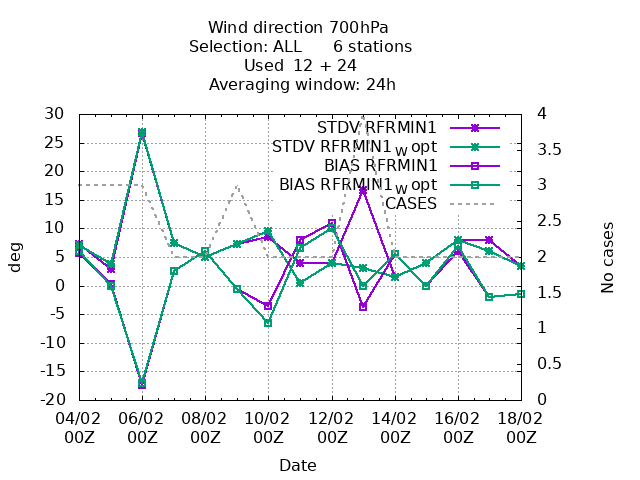 Wind direction 700hPa
Selection: ALL 6 stations
Used 12 + 24
Averaging window: 24h
30 4
STDV RFRMIN1
25 3.5
STDV RFRMIN1_W opt
20 3
BIAS RFRMIN1
BIAS RFRMIN1_W opt
15 2.5
CASES
10 2
5 1.5
0 1
-5 0.5
-10 0
-15
-20
deg
No cases
04/02 06/02 08/02 10/02 12/02 14/02 16/02 18/02
00Z 00Z 00Z 00Z 00Z 00Z 00Z 00Z
Date